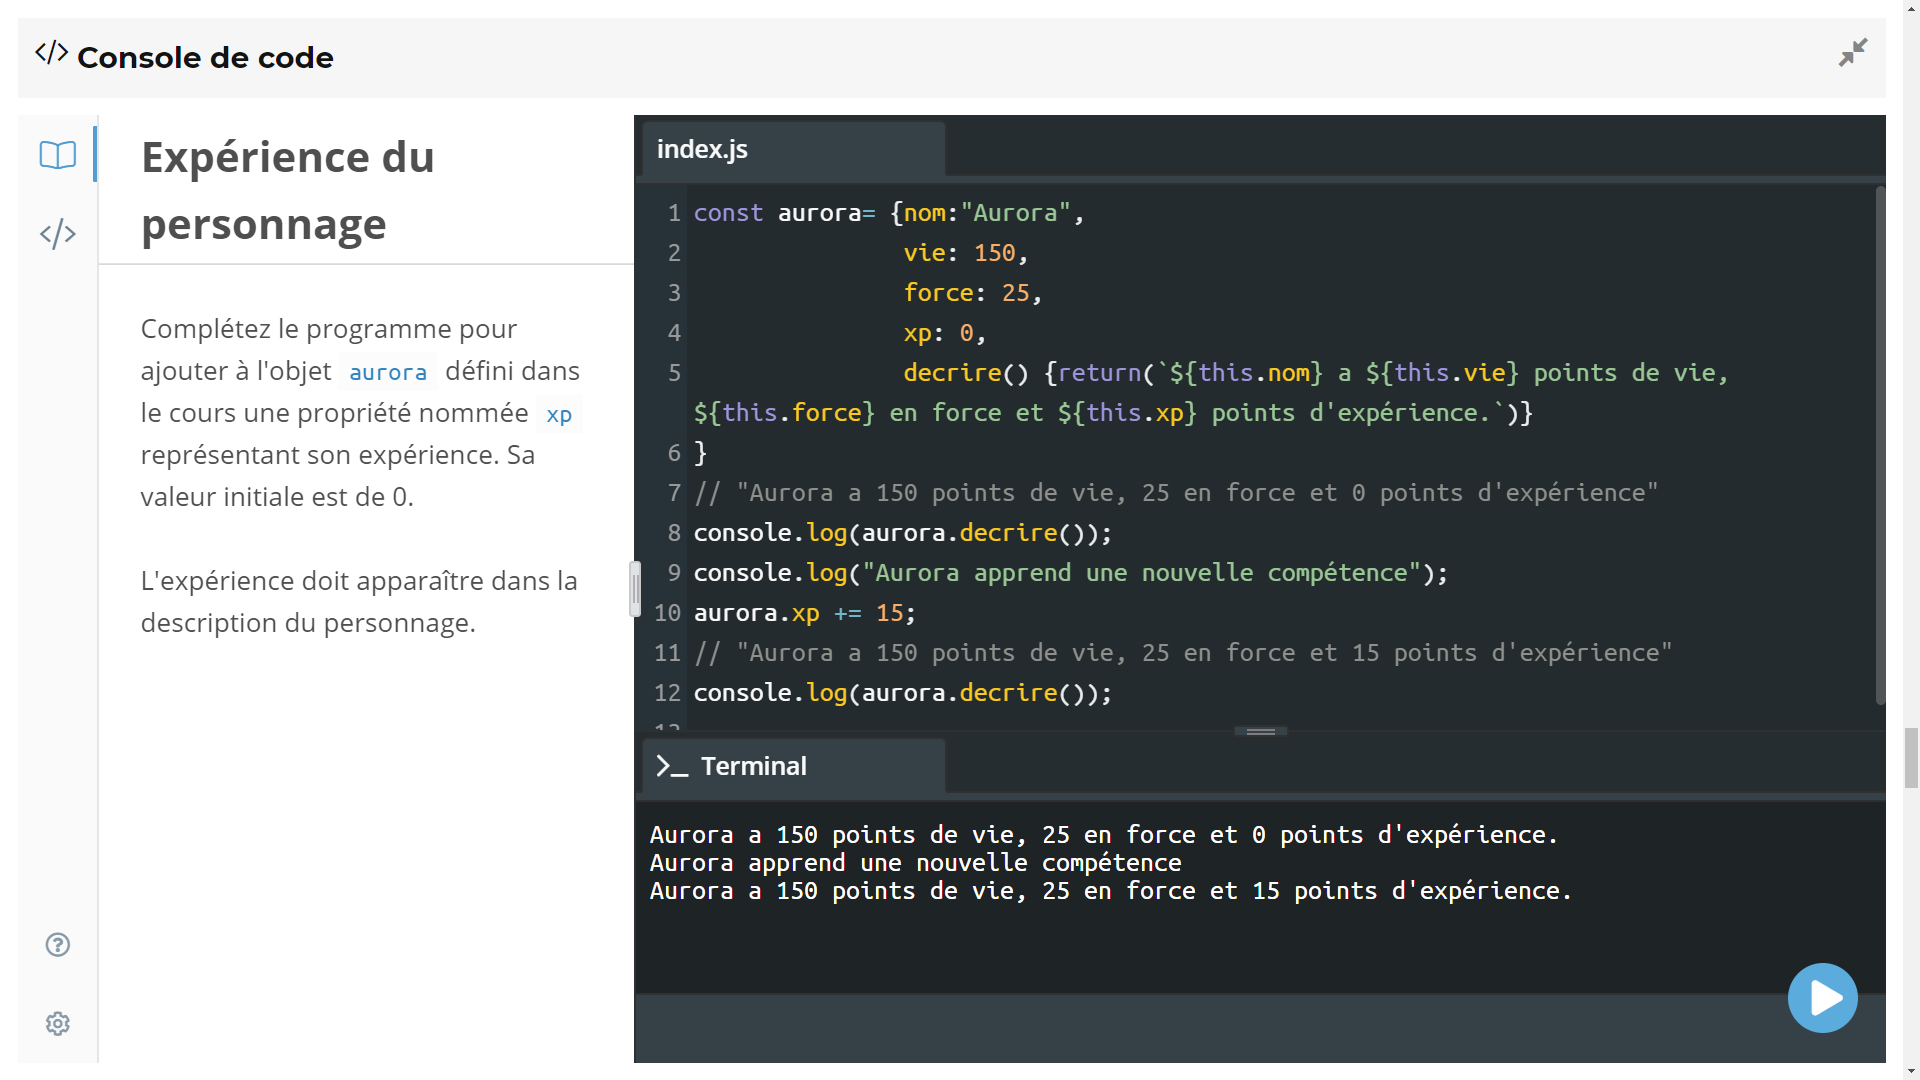 </> Console de code
Expérience du
personnage
Complétez le programme pour
ajouter à l'objet aurora défini dans
le cours une propriété nommée xp
représentant son expérience. Sa
valeur initiale est de 0.
L'expérience doit apparaître dans la
description du personnage.
index.js
1 const aurora= {nom:"Aurora",
2 vie: 150,
3 force: 25,
4 xp: 0,
5 decrire() {return(`${this.nom} a ${this.vie} points de vie,
${this.force} en force et ${this.xp} points d'expérience.`)}
6 }
7 // "Aurora a 150 points de vie, 25 en force et 0 points d'expérience"
8 console.log(aurora.decrire());
9 console.log("Aurora apprend une nouvelle compétence");
10 aurora.xp += 15;
11 // "Aurora a 150 points de vie, 25 en force et 15 points d'expérience"
12 console.log(aurora.decrire());
>_ Terminal
Aurora a 150 points de vie, 25 en force et 0 points d'expérience.
Aurora apprend une nouvelle compétence
Aurora a 150 points de vie, 25 en force et 15 points d'expérience.